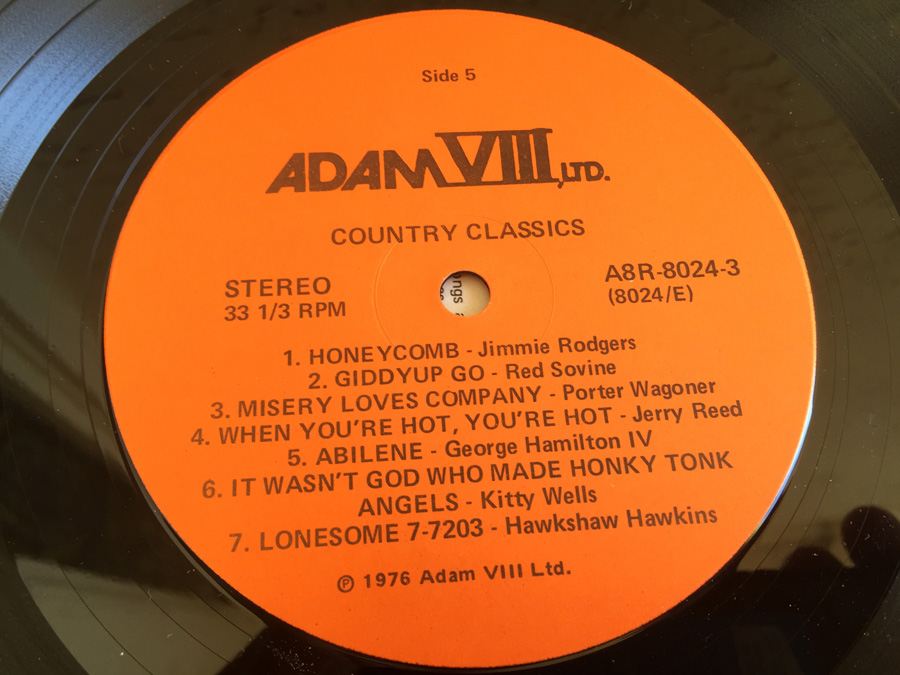 Side 5
ADAM VIII, LTD.
COUNTRY CLASSICS
STEREO
33 1/3 RPM
A8R-8024-3
(8024/E)
1. HONEYCOMB - Jimmie Rodgers
2. GIDDYUP GO - Red Sovine
3. MISERY LOVES COMPANY - Porter Wagoner
4. WHEN YOU'RE HOT, YOU'RE HOT - Jerry Reed
5. ABILENE - George Hamilton IV
6. IT WASN'T GOD WHO MADE HONKY TONK
ANGELS - Kitty Wells
7. LONESOME 7-7203 - Hawkshaw Hawkins
℗ 1976 Adam VIII Ltd.